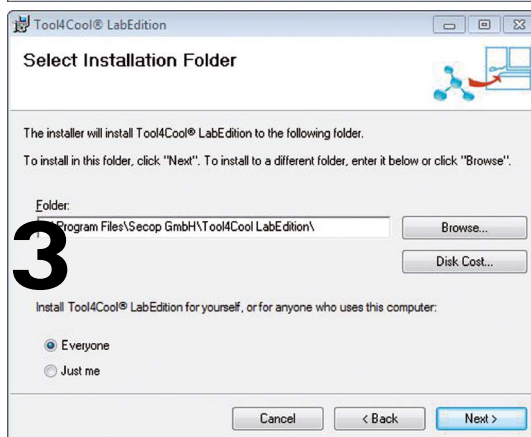 Tool4Cool® LabEdition
Select Installation Folder
The installer will install Tool4Cool® LabEdition to the following folder.
To install in this folder, click "Next". To install to a different folder, enter it below or click "Browse".
Folder:
\Program Files\Secop GmbH\Tool4Cool LabEdition\
Browse...
3
Disk Cost...
Install Tool4Cool® LabEdition for yourself, or for anyone who uses this computer:
Everyone
Just me
Cancel < Back Next >